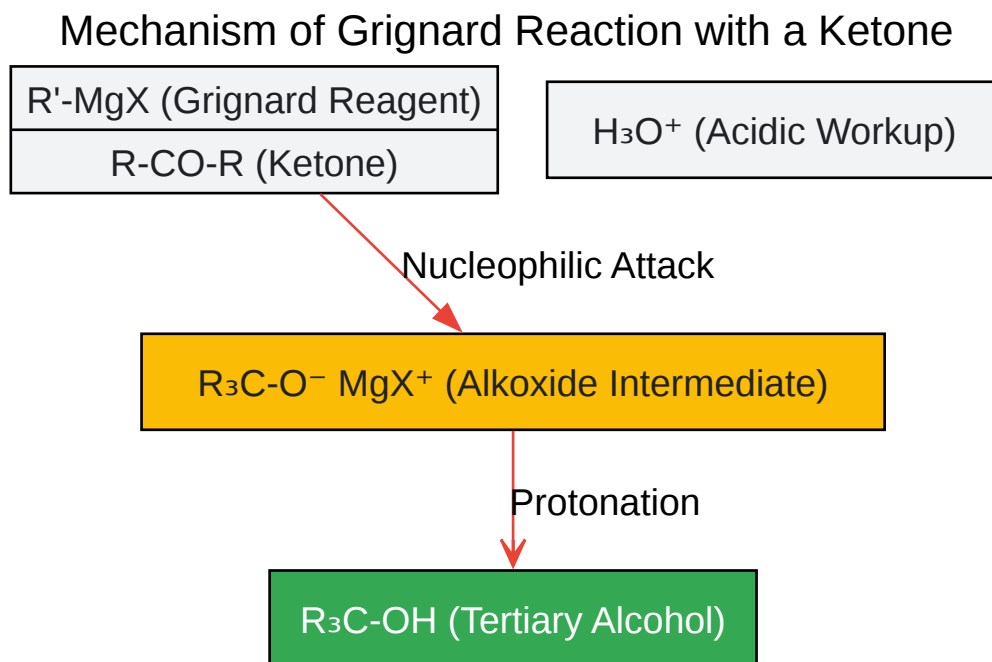 Mechanism of Grignard Reaction with a Ketone
R'-MgX (Grignard Reagent)
R-CO-R (Ketone)
H₃O⁺ (Acidic Workup)
Nucleophilic Attack
R₃C-O⁻ MgX⁺ (Alkoxide Intermediate)
Protonation
R₃C-OH (Tertiary Alcohol)